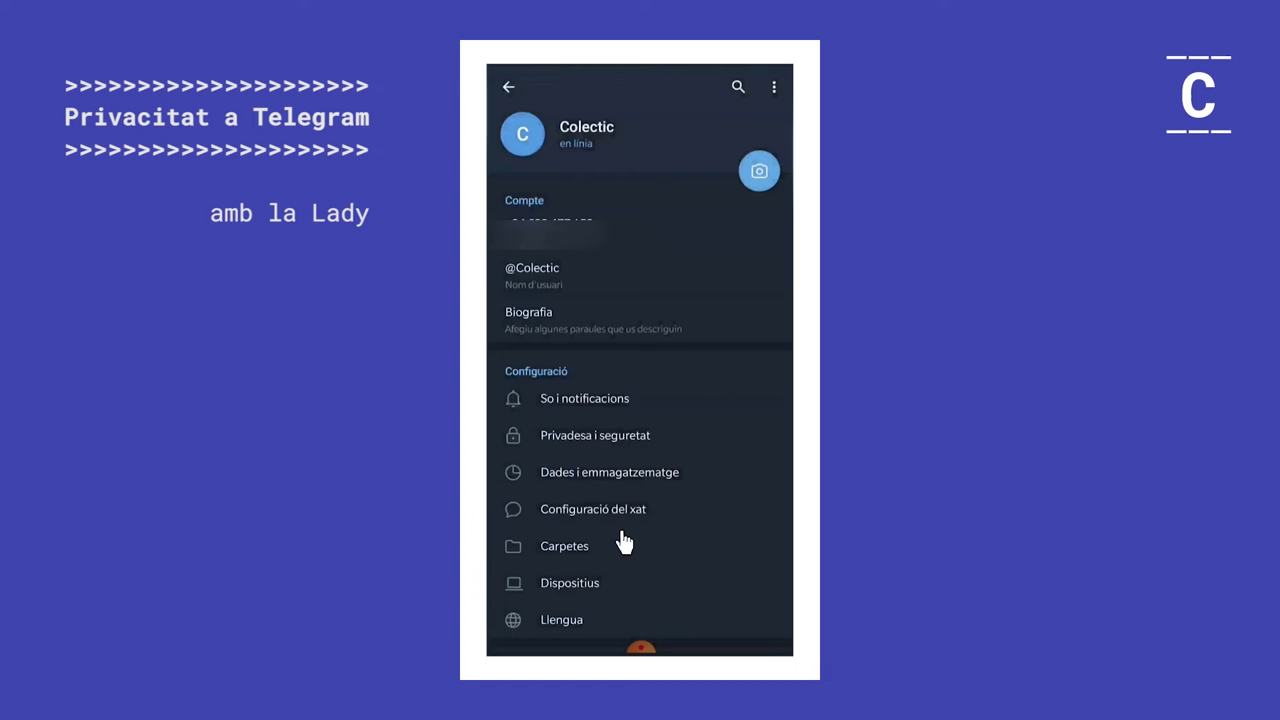 >>>>>>>>>>>>>>>>>>>>>
Privacitat a Telegram
>>>>>>>>>>>>>>>>>>>>>
amb la Lady
C
C
Colectic
en línia
Compte
@Colectic
Nom d'usuari
Biografia
Afegiu algunes paraules que us descriguin
Configuració
So i notificacions
Privadesa i seguretat
Dades i emmagatzematge
Configuració del xat
Carpetes
Dispositius
Llengua